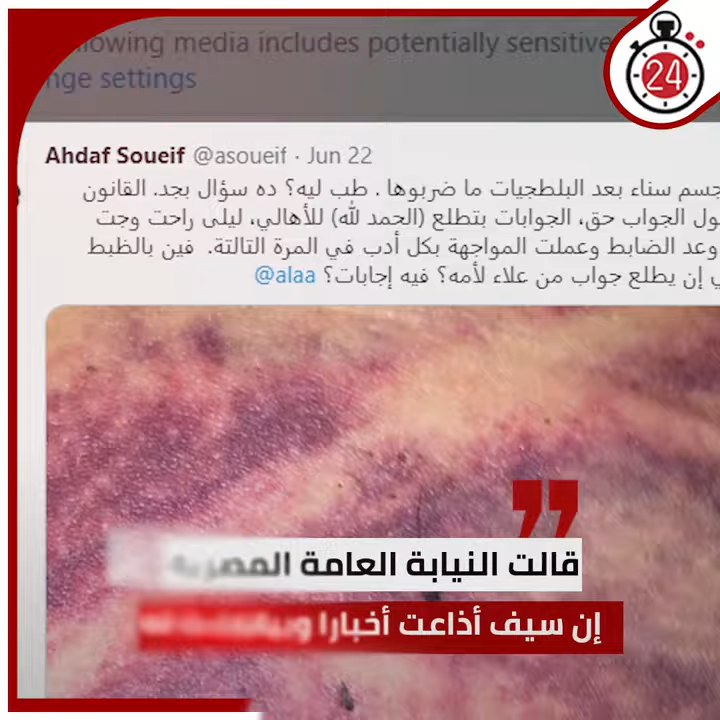 lowing media includes potentially sensitive
nge settings
24
Ahdaf Soueif @asoueif · Jun 22
جسم سناء بعد البلطجيات ما ضربوها . طب ليه؟ ده سؤال بجد. القانون
الجواب حق، الجوابات بتطلع (الحمد لله) للأهالي، ليلى راحت وجت
وعد الضابط وعملت المواجهة بكل أدب في المرة التالتة. فين بالظبط
إن يطلع جواب من علاء لأمه؟ فيه إجابات؟ @alaa
قالت النيابة العامة المصرية
إن سيف أذاعت أخبارا